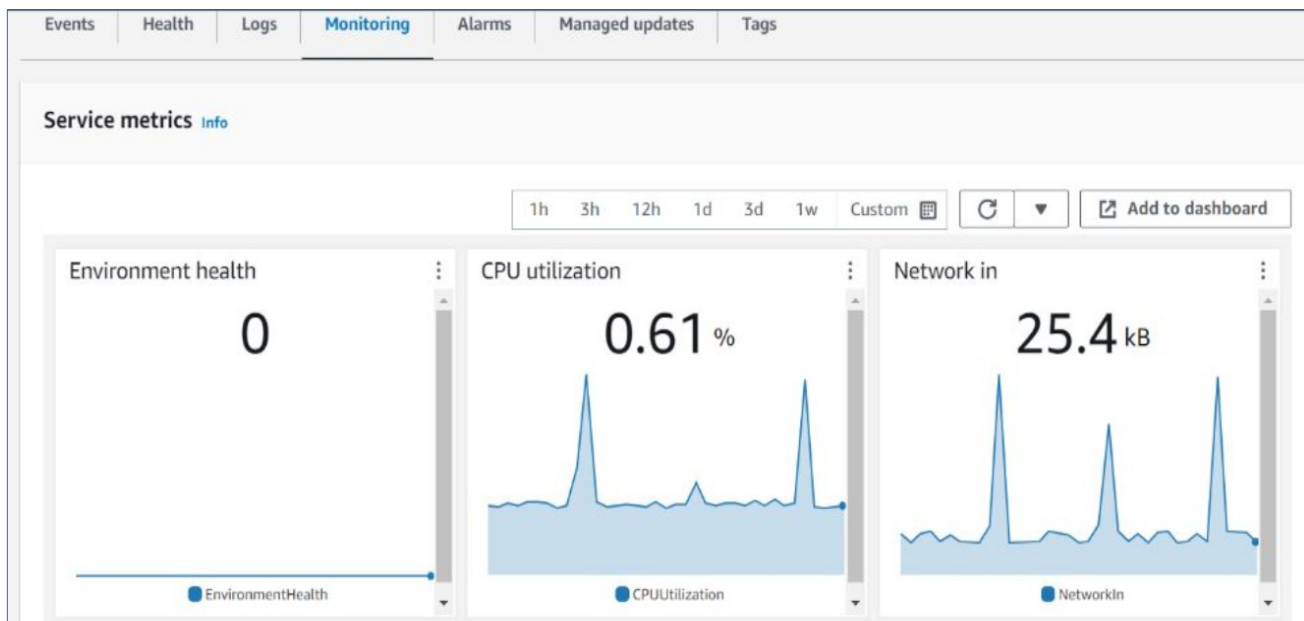 Events Health Logs Monitoring Alarms Managed updates Tags
Service metrics Info
1h 3h 12h 1d 3d 1w Custom Add to dashboard
Environment health CPU utilization Network in
0 0.61 % 25.4 kB
EnvironmentHealth CPUUtilization NetworkIn